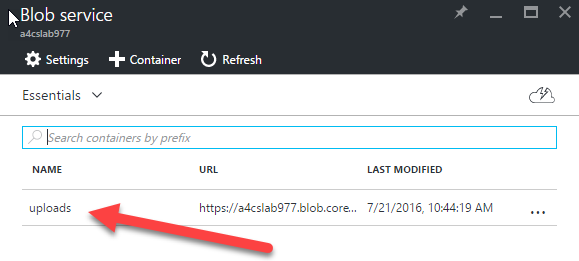 Blob service
a4cslab977
Settings
Container
Refresh
Essentials
Search containers by prefix
NAME URL LAST MODIFIED
uploads https://a4cslab977.blob.core... 7/21/2016, 10:44:19 AM ...